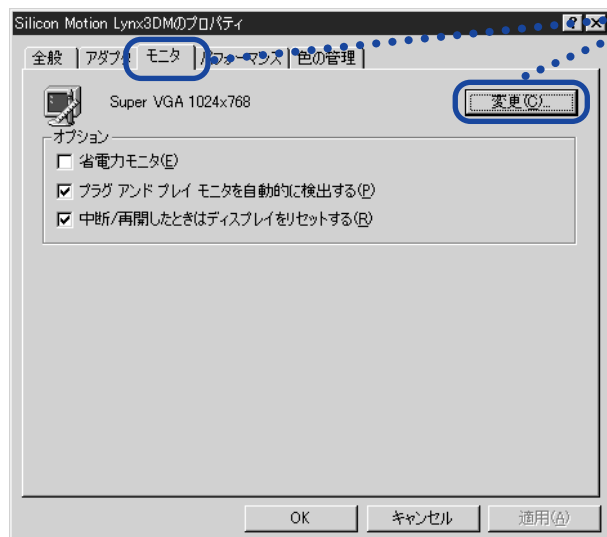 Silicon Motion Lynx3DMのプロパティ
全般 アダプタ モニタ パフォーマンス 色の管理
Super VGA 1024x768 変更(C)...
オプション
省電力モニタ(E)
プラグ アンド プレイ モニタを自動的に検出する(P)
中断/再開したときはディスプレイをリセットする(R)
OK キャンセル 適用(A)